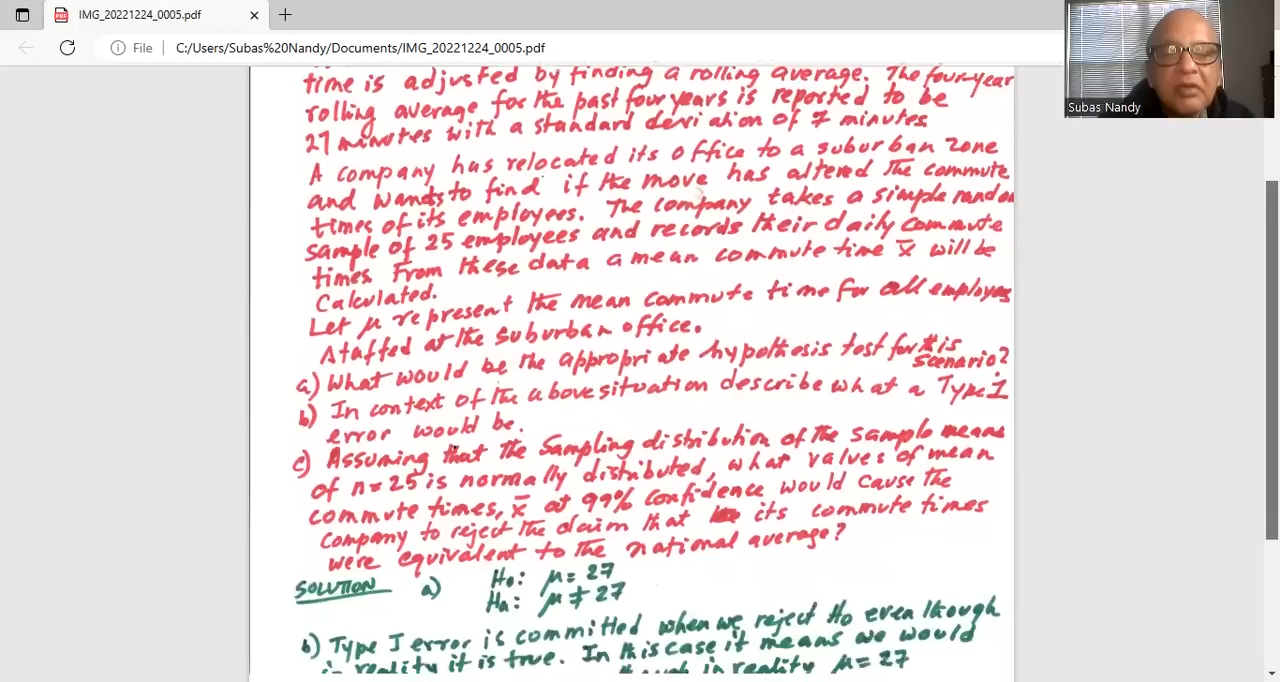 IMG_20221224_0005.pdf
File
C:/Users/Subas%20Nandy/Documents/IMG_20221224_0005.pdf
Subas Nandy
time is adjusted by finding a rolling average. The four-year
rolling average for the past four years is reported to be
27 minutes with a standard deviation of 7 minutes
A company has relocated its office to a suburban zone
and wants to find if the move has altered the commute
times of its employees. The company takes a simple random
sample of 25 employees and records their daily commute
times. From these data a mean commute time x̄ will be
calculated.
Let μ represent the mean commute time for all employees
staffed at the suburban office.
a) What would be the appropriate hypothesis test for this
scenario?
b) In context of the above situation describe what a Type I
error would be.
c) Assuming that the sampling distribution of the sample means
of n=25 is normally distributed, what values of mean
commute times, x̄ at 99% confidence would cause the
company to reject the claim that its commute times
were equivalent to the national average?
SOLUTION a) Ho: μ = 27
Ha: μ ≠ 27
b) Type I error is committed when we reject Ho even though
in reality it is true. In this case it means we would
though in reality μ = 27